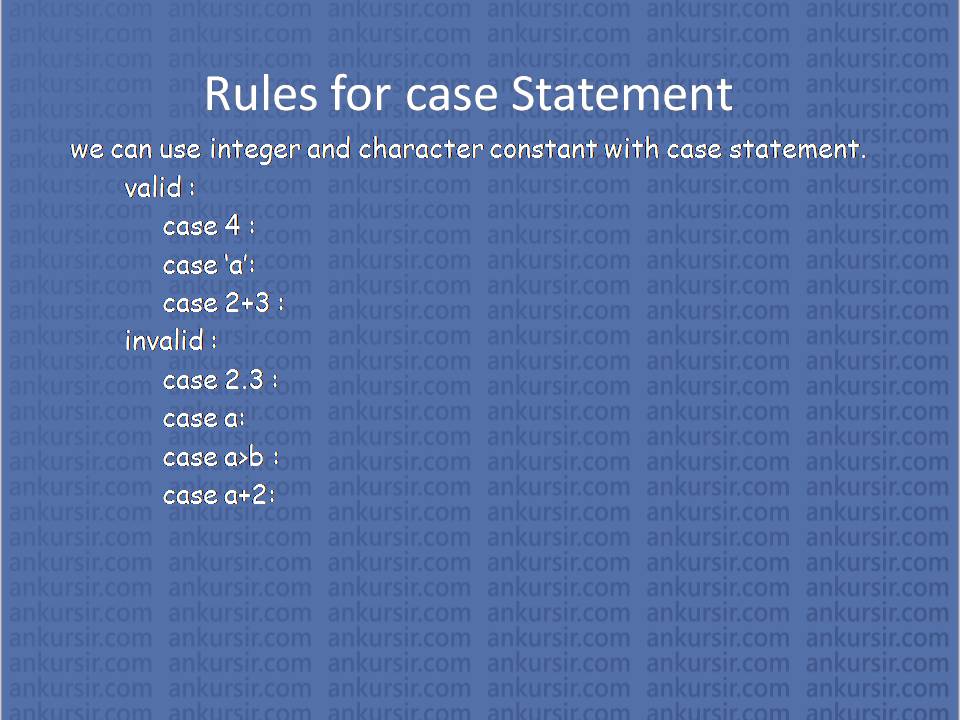 Rules for case Statement
we can use integer and character constant with case statement.
valid :
case 4 :
case ‘a’:
case 2+3 :
invalid :
case 2.3 :
case a:
case a>b :
case a+2:
ankursir.com